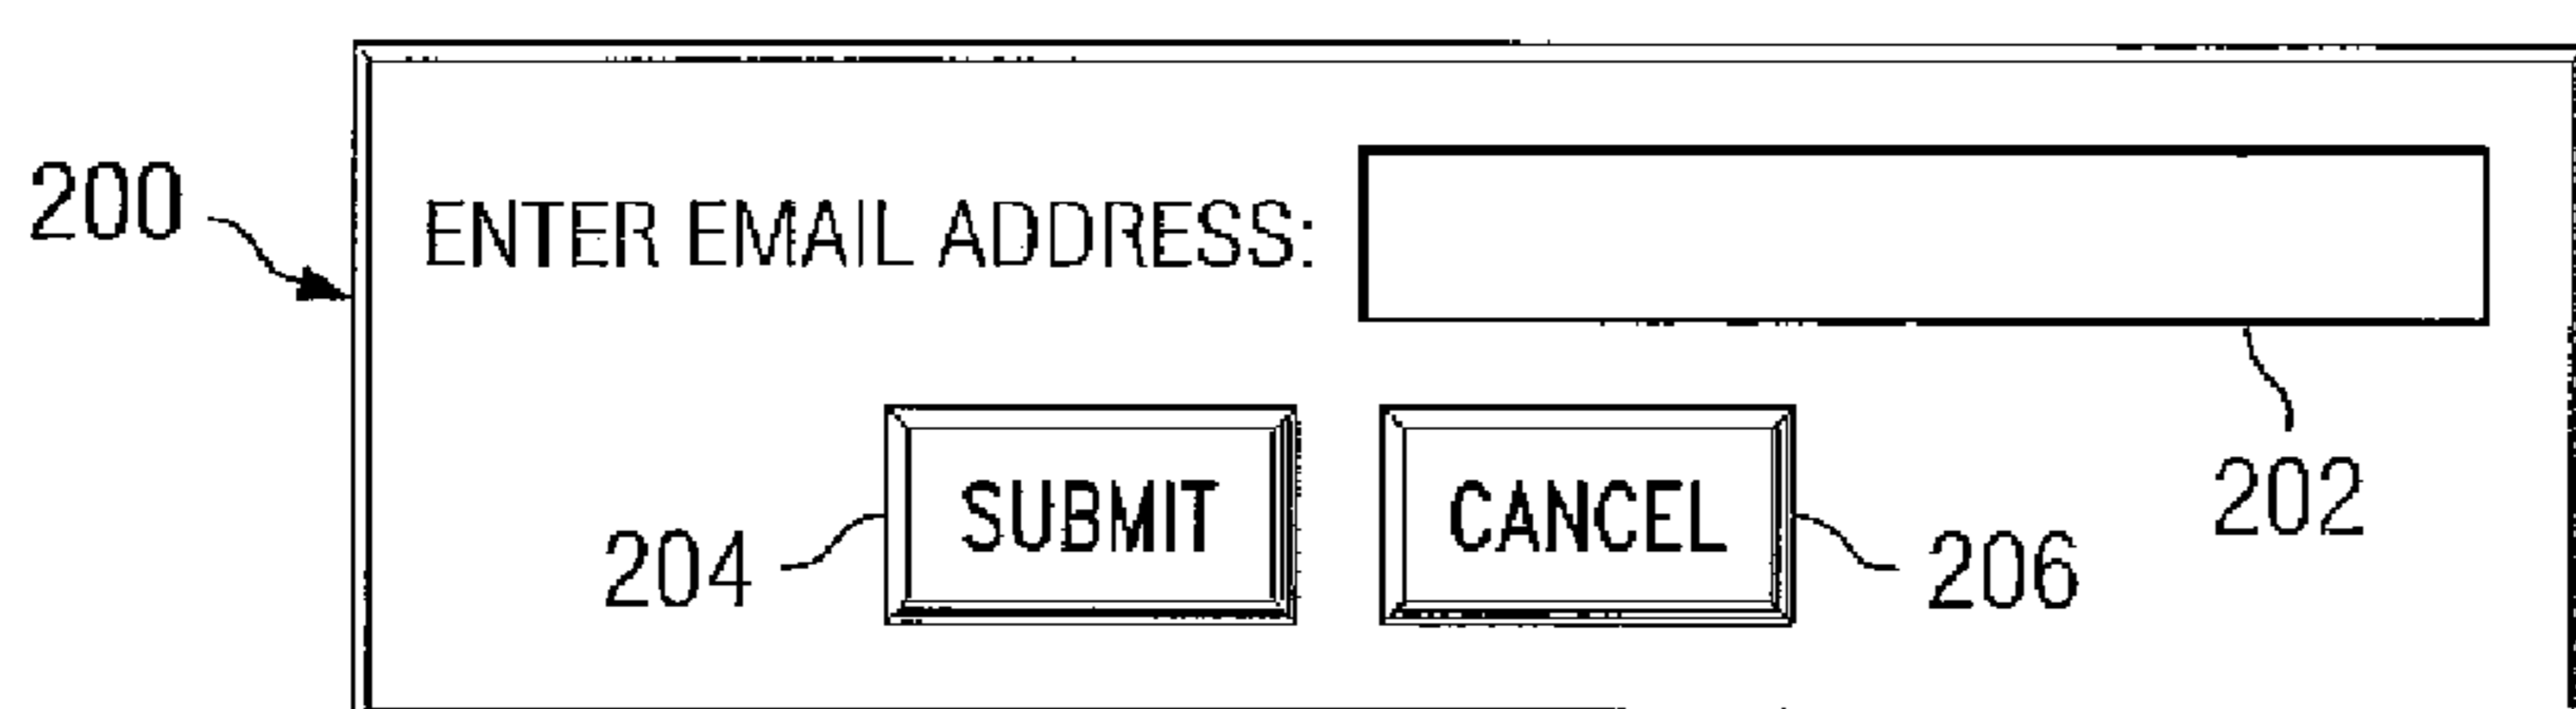 200
ENTER EMAIL ADDRESS:
202
204
SUBMIT
CANCEL
206